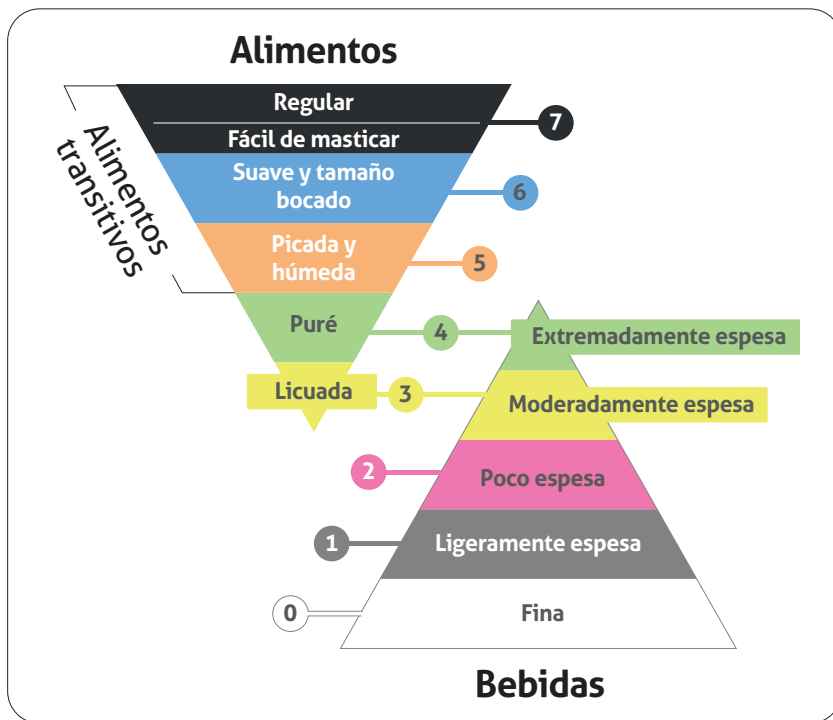 Alimentos
Regular
7
Fácil de masticar
Alimentos
transitivos
Suave y tamaño
bocado
6
Picada y
húmeda
5
Puré
4
Extremadamente espesa
Licuada
3
Moderadamente espesa
2
Poco espesa
1
Ligeramente espesa
0
Fina
Bebidas